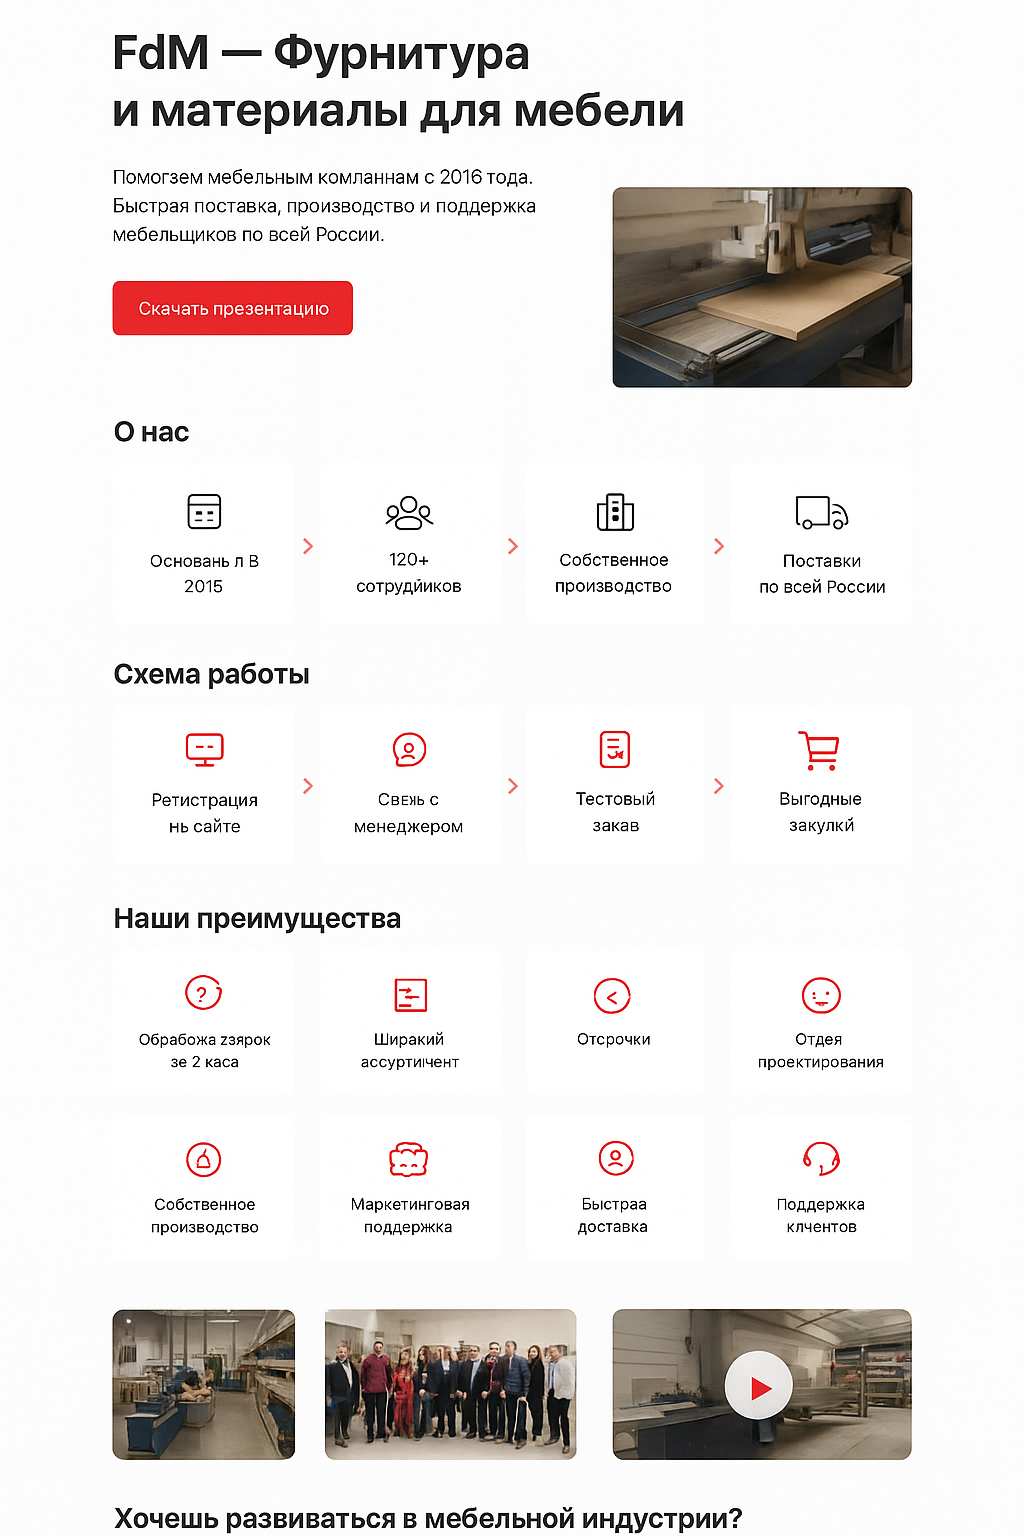 FdM — Фурнитура
и материалы для мебели
Помогзем мебельным комланнам с 2016 тода.
Быстрая поставка, производство и поддержка
мебельщиков по всей России.
Скачать презентацию
О нас
Основань л В
2015
120+
сотрудӣиков
Собственное
производство
Поставки
по всей России
Схема работы
Ретистрация
нь сайте
Свежь с
менеджером
Тестовый
закав
Выгодные
закулкй
Наши преимущества
Обрабожа zзярок
зе 2 каса
Ширакий
ассуртичент
Отсрочки
Отдея
проектирования
Собственное
производство
Маркетинговая
поддержка
Быстраа
доставка
Поддержка
клчентов
Хочешь развиваться в мебельной индустрии?